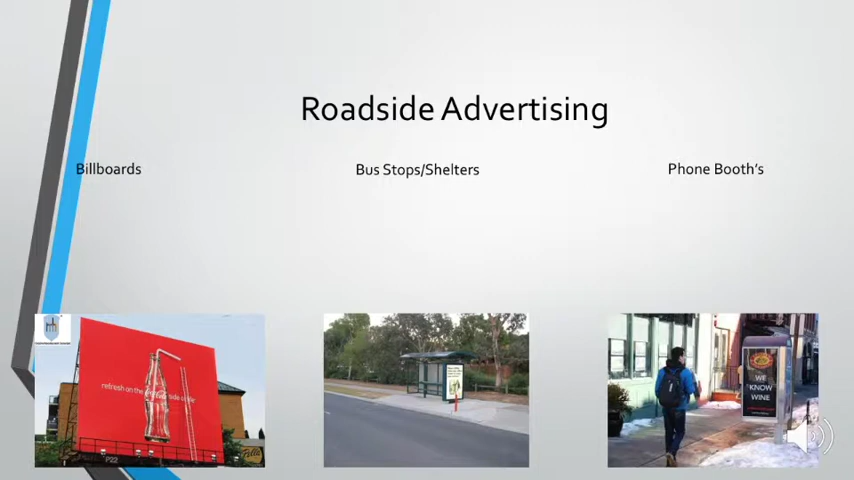 Roadside Advertising
Billboards
Bus Stops/Shelters
Phone Booth's
refresh on the Coca-Cola side of life
P22
WE
KNOW
WINE